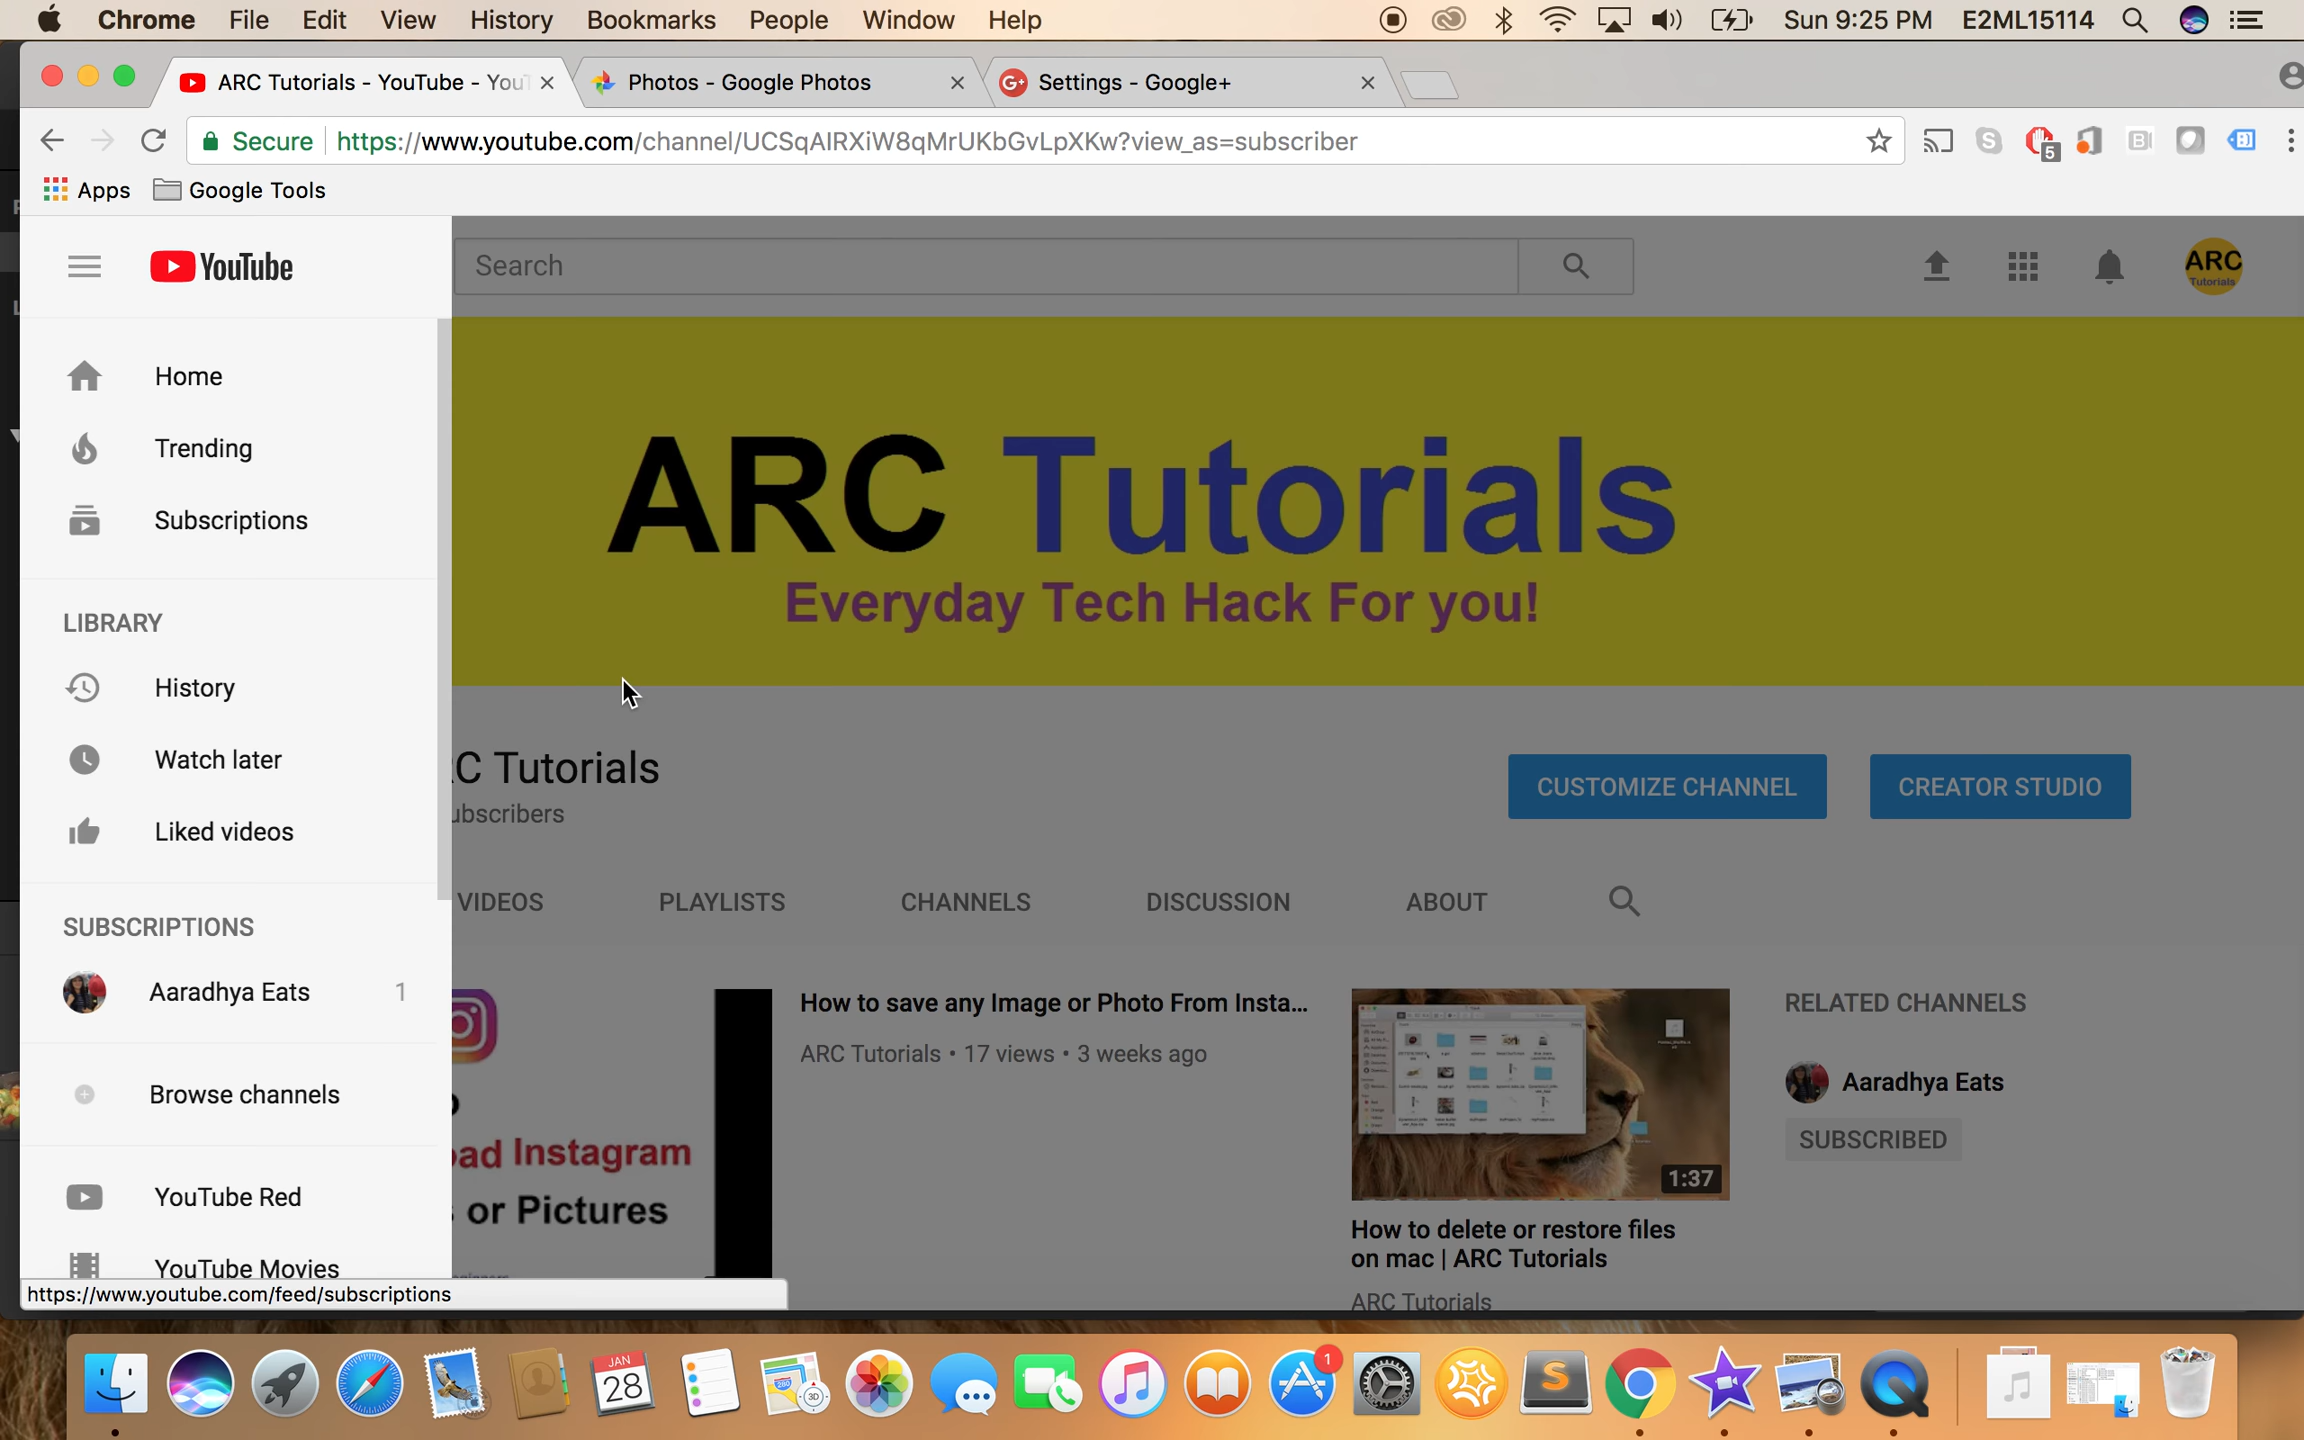 Chrome File Edit View History Bookmarks People Window Help Sun 9:25 PM E2ML15114
ARC Tutorials - YouTube - You Photos - Google Photos Settings - Google+
Secure https://www.youtube.com/channel/UCSqAIRXiW8qMrUKbGvLpXKw?view_as=subscriber 5
Apps Google Tools
YouTube Search ARC
Tutorials
Home
Trending
Subscriptions
LIBRARY
History
Watch later
Liked videos
SUBSCRIPTIONS
Aaradhya Eats 1
Browse channels
YouTube Red
YouTube Movies
https://www.youtube.com/feed/subscriptions
ARC Tutorials
Everyday Tech Hack For you!
RC Tutorials
ubscribers
CUSTOMIZE CHANNEL CREATOR STUDIO
VIDEOS PLAYLISTS CHANNELS DISCUSSION ABOUT
oad Instagram
or Pictures
How to save any Image or Photo From Insta...
ARC Tutorials • 17 views • 3 weeks ago
1:37
How to delete or restore files
on mac | ARC Tutorials
ARC Tutorials
RELATED CHANNELS
Aaradhya Eats
SUBSCRIBED
JAN
28
3D
1